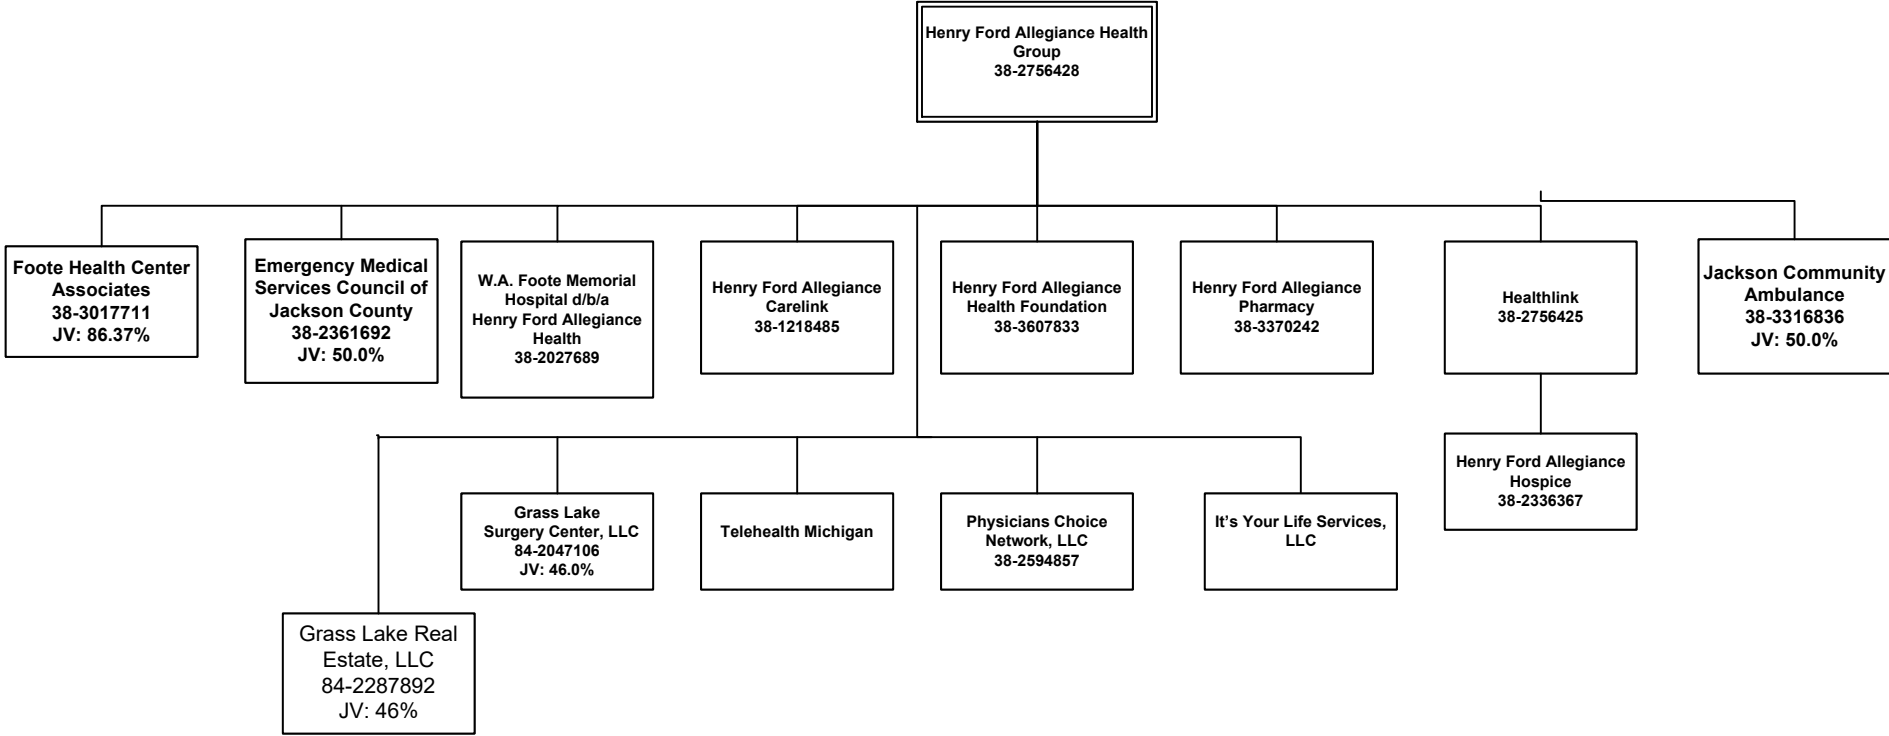 Henry Ford Allegiance Health
Group
38-2756428
Foote Health Center
Associates
38-3017711
JV: 86.37%
Emergency Medical
Services Council of
Jackson County
38-2361692
JV: 50.0%
W.A. Foote Memorial
Hospital d/b/a
Henry Ford Allegiance
Health
38-2027689
Henry Ford Allegiance
Carelink
38-1218485
Henry Ford Allegiance
Health Foundation
38-3607833
Henry Ford Allegiance
Pharmacy
38-3370242
Healthlink
38-2756425
Jackson Community
Ambulance
38-3316836
JV: 50.0%
Grass Lake
Surgery Center, LLC
84-2047106
JV: 46.0%
Telehealth Michigan
Physicians Choice
Network, LLC
38-2594857
It’s Your Life Services,
LLC
Henry Ford Allegiance
Hospice
38-2336367
Grass Lake Real
Estate, LLC
84-2287892
JV: 46%